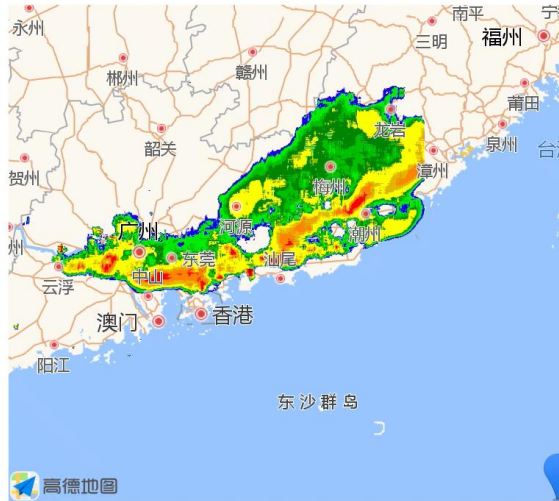 南平
宁
永州
三明
福州
郴州
赣州
莆田
龙岩
泉州
台
韶关
漳州
贺州
梅州
河源
潮州
州
广州
东莞
汕尾
云浮
中山
澳门
香港
阳江
东沙群岛
高德地图